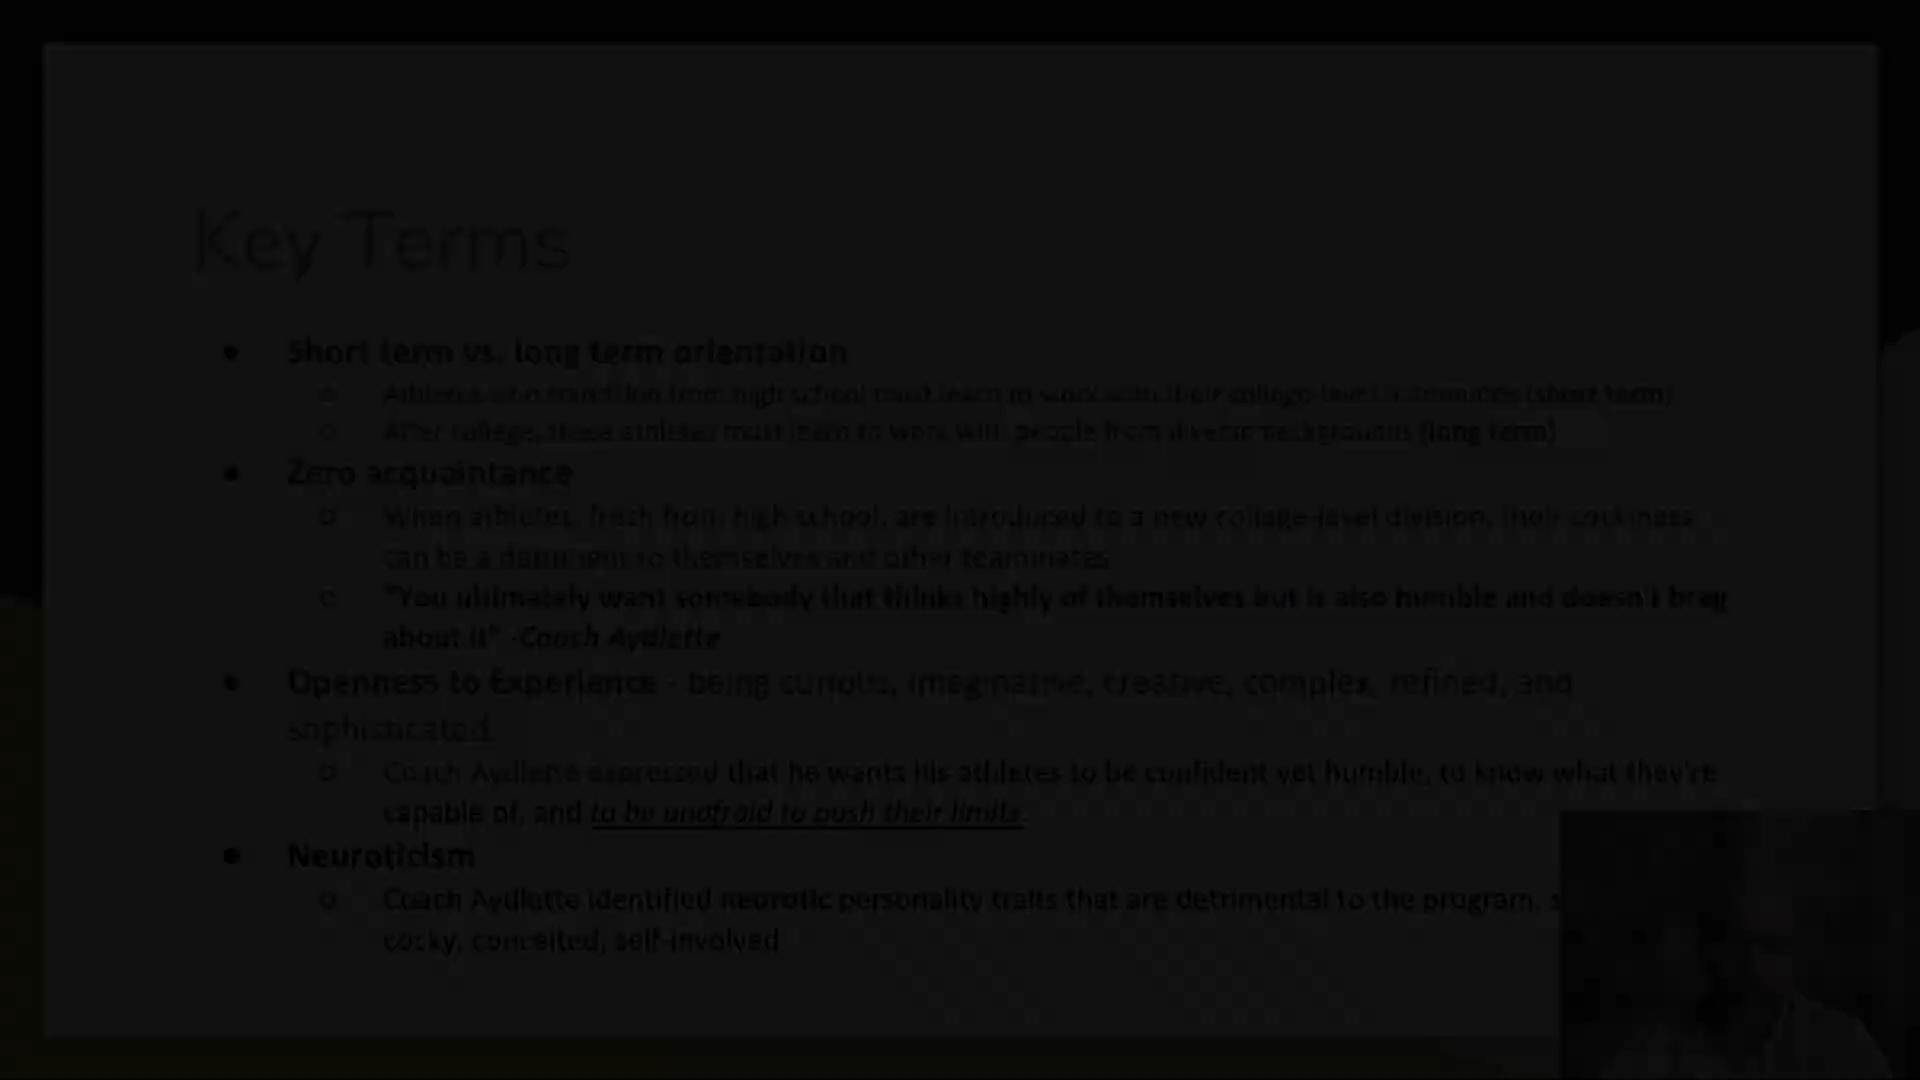 Key Terms
● Short term vs. long term orientation
○ Athletes who transition from high school must learn to work with their college-level teammates (short term)
○ After college, these athletes must learn to work with people from diverse backgrounds (long term)
● Zero acquaintance
○ When athletes, fresh from high school, are introduced to a new college-level division, their cockiness
can be a detriment to themselves and other teammates
○ "You ultimately want somebody that thinks highly of themselves but is also humble and doesn't brag
about it" -Coach Aydlette
● Openness to Experience - being curious, imaginative, creative, complex, refined, and
sophisticated
○ Coach Aydlette expressed that he wants his athletes to be confident yet humble, to know what they're
capable of, and to be unafraid to push their limits.
● Neuroticism
○ Coach Aydlette identified neurotic personality traits that are detrimental to the program,
cocky, conceited, self-involved